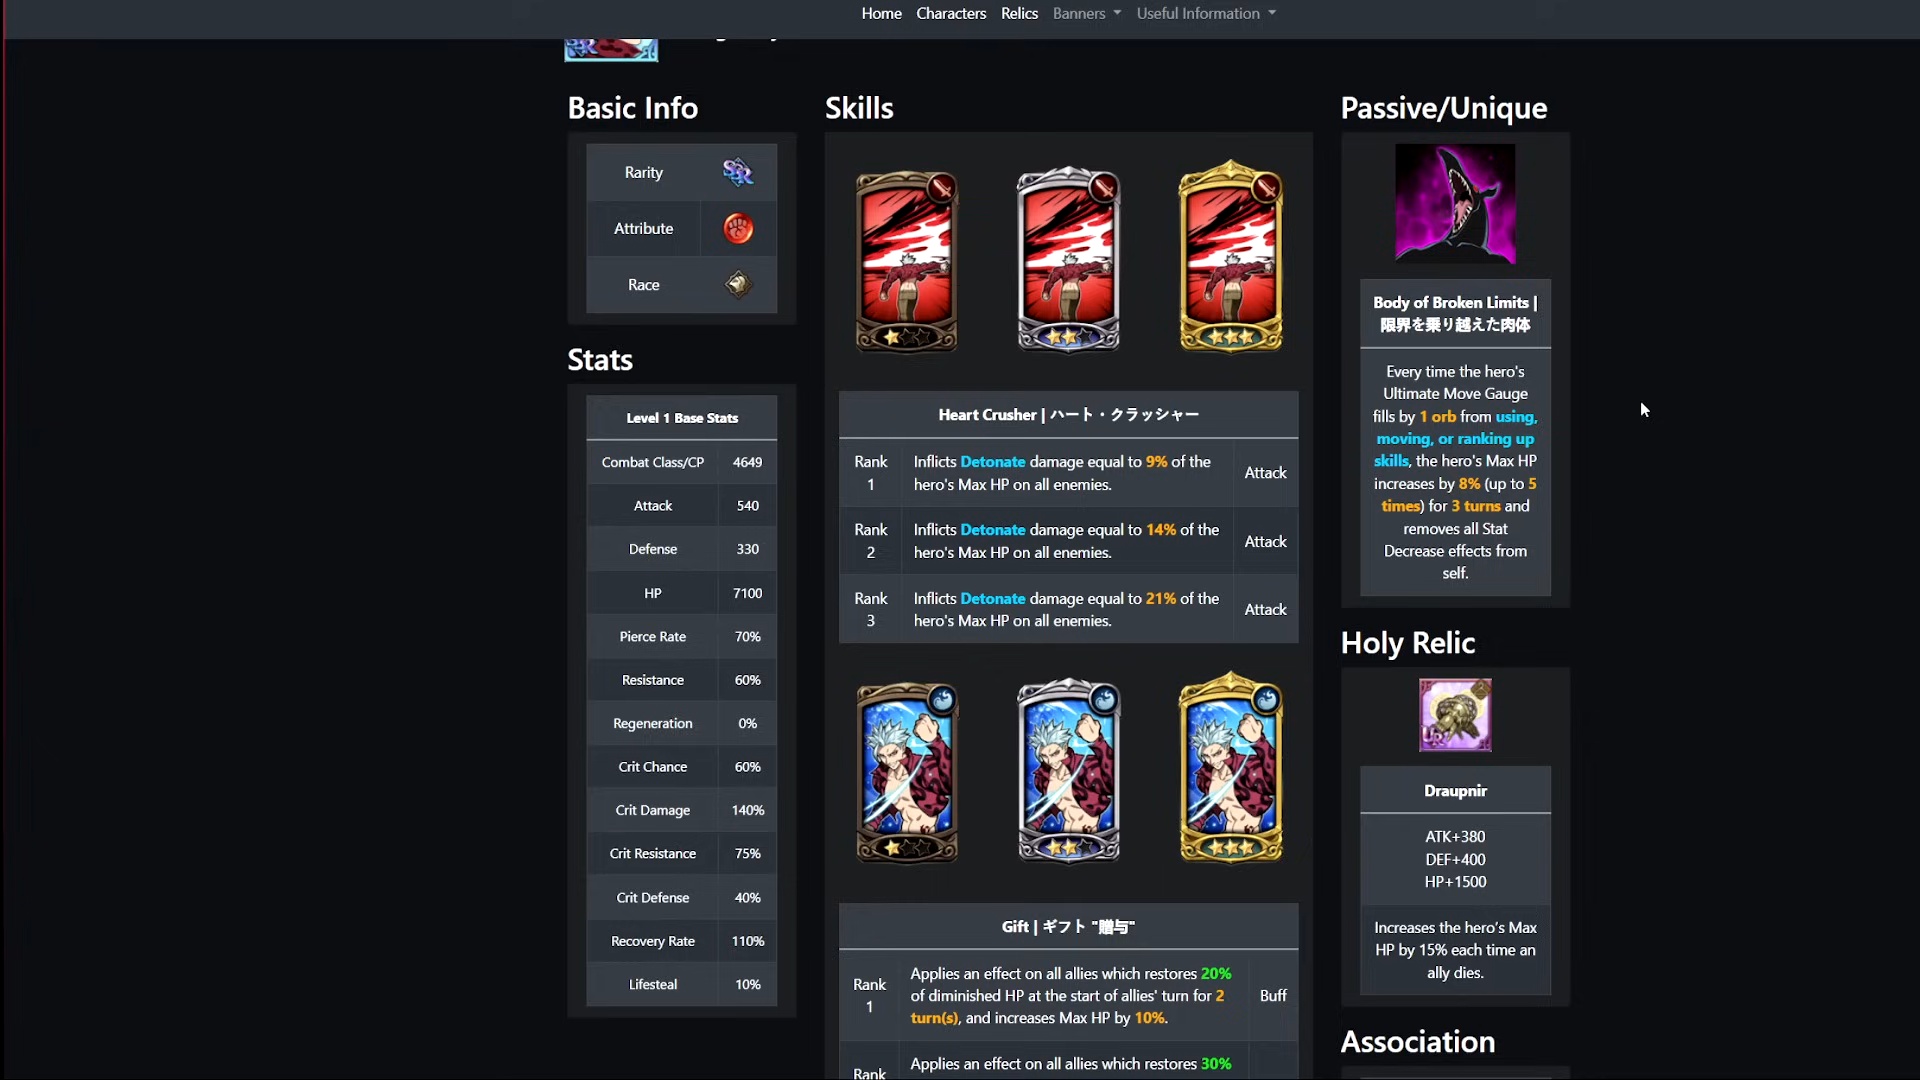 Home Characters Relics Banners Useful Information
Basic Info
Rarity
Attribute
Race
Stats
Level 1 Base Stats
Combat Class/CP 4649
Attack 540
Defense 330
HP 7100
Pierce Rate 70%
Resistance 60%
Regeneration 0%
Crit Chance 60%
Crit Damage 140%
Crit Resistance 75%
Crit Defense 40%
Recovery Rate 110%
Lifesteal 10%
Skills
Heart Crusher | ハート・クラッシャー
Rank 1
Inflicts Detonate damage equal to 9% of the
hero's Max HP on all enemies.
Attack
Rank 2
Inflicts Detonate damage equal to 14% of the
hero's Max HP on all enemies.
Attack
Rank 3
Inflicts Detonate damage equal to 21% of the
hero's Max HP on all enemies.
Attack
Gift | ギフト "贈与"
Rank 1
Applies an effect on all allies which restores 20%
of diminished HP at the start of allies' turn for 2
turn(s), and increases Max HP by 10%.
Buff
Rank
Applies an effect on all allies which restores 30%
Passive/Unique
Body of Broken Limits |
限界を乗り越えた肉体
Every time the hero's
Ultimate Move Gauge
fills by 1 orb from using,
moving, or ranking up
skills, the hero's Max HP
increases by 8% (up to 5
times) for 3 turns and
removes all Stat
Decrease effects from
self.
Holy Relic
UR
Draupnir
ATK+380
DEF+400
HP+1500
Increases the hero's Max
HP by 15% each time an
ally dies.
Association